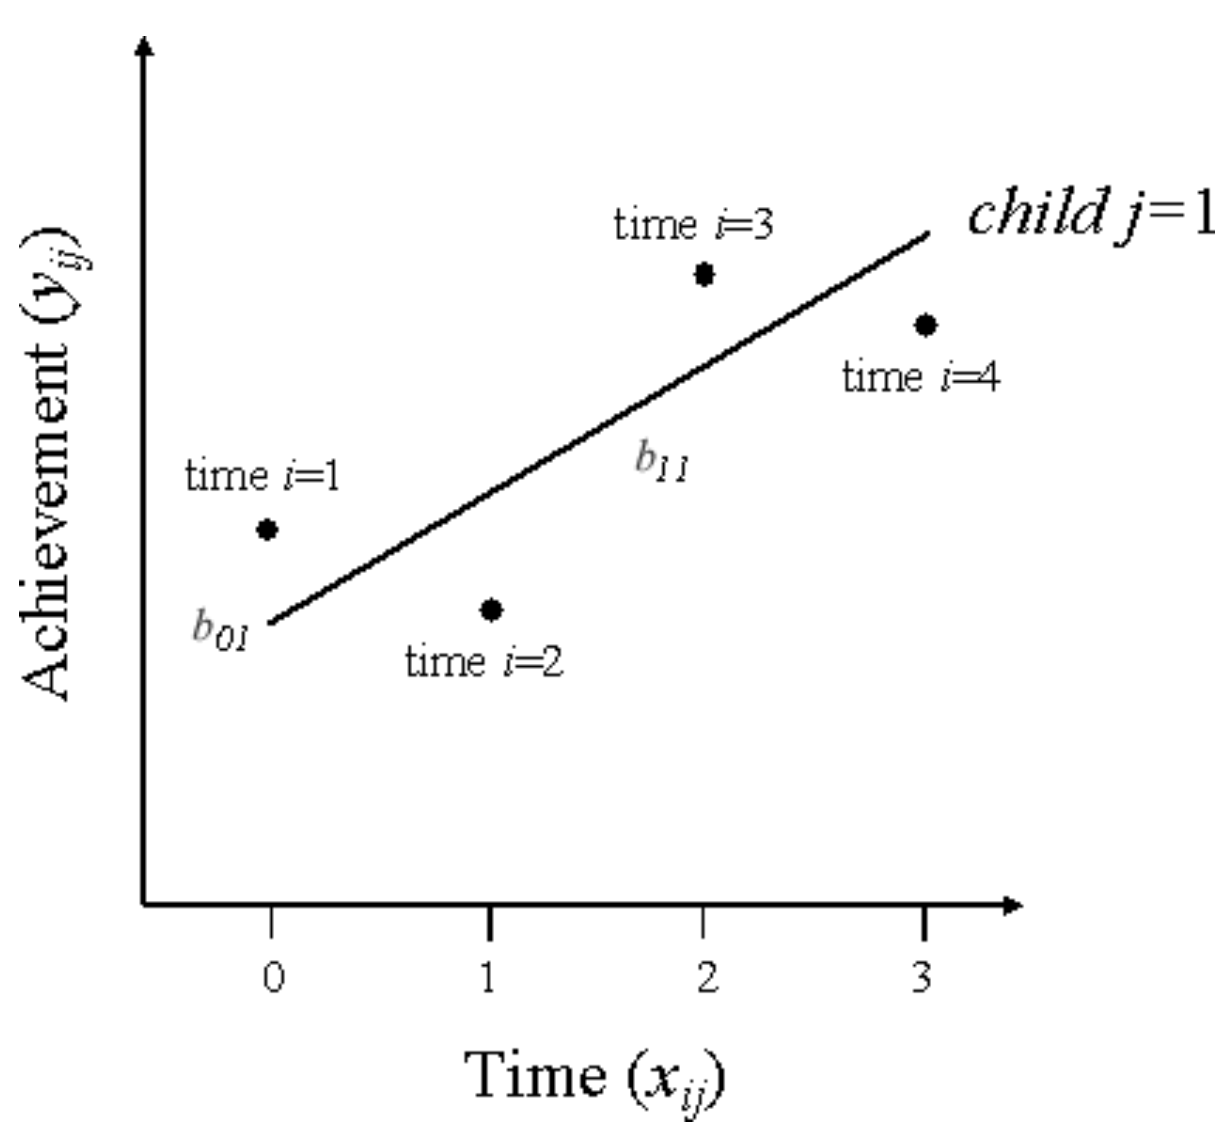 child j=1
time i=3
time i=4
b11
time i=1
b01
time i=2
Achievement (yij)
0 1 2 3
Time (xij)